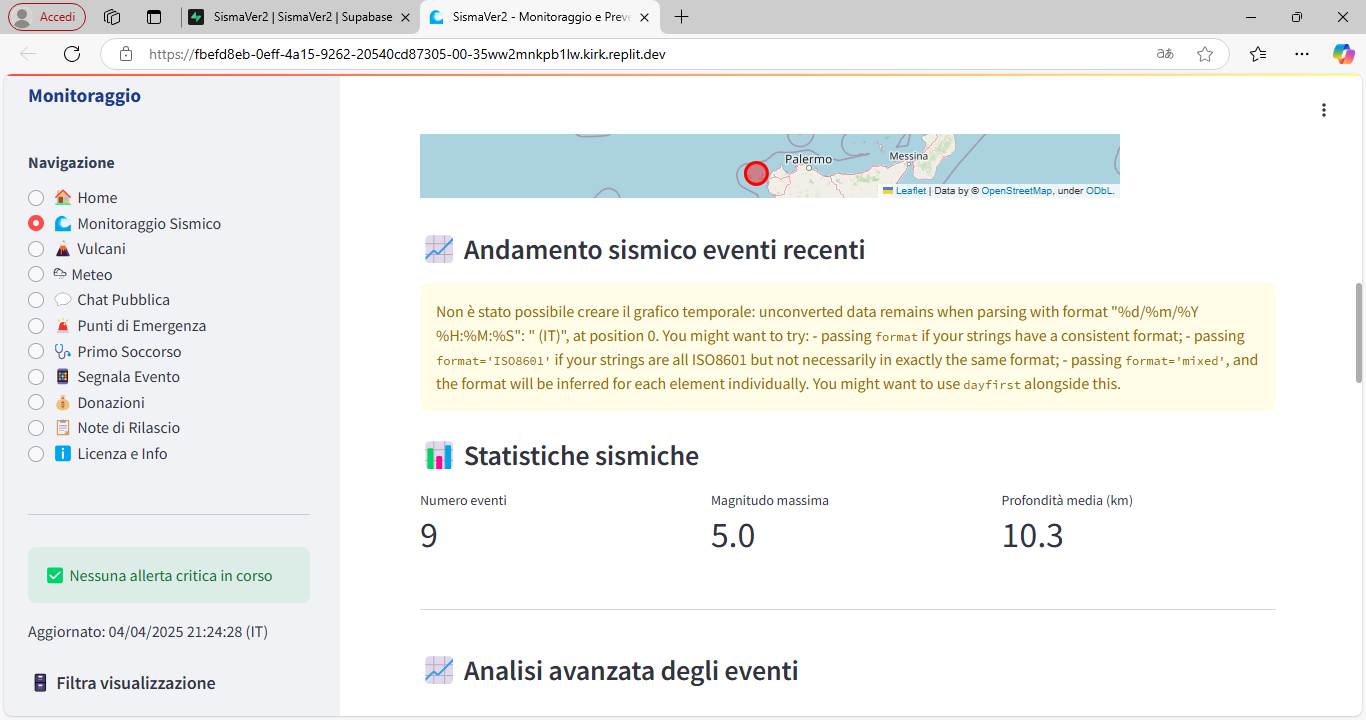 Accedi
SismaVer2 | SismaVer2 | Supabase
SismaVer2 - Monitoraggio e Preve
https://fbefd8eb-0eff-4a15-9262-20540cd87305-00-35ww2mnkpb1lw.kirk.replit.dev
Monitoraggio
Navigazione
Home
Monitoraggio Sismico
Vulcani
Meteo
Chat Pubblica
Punti di Emergenza
Primo Soccorso
Segnala Evento
Donazioni
Note di Rilascio
Licenza e Info
Nessuna allerta critica in corso
Aggiornato: 04/04/2025 21:24:28 (IT)
Filtra visualizzazione
Palermo
Messina
Leaflet | Data by © OpenStreetMap, under ODbL.
Andamento sismico eventi recenti
Non è stato possibile creare il grafico temporale: unconverted data remains when parsing with format "%d/%m/%Y
%H:%M:%S": " (IT)", at position 0. You might want to try: - passing format if your strings have a consistent format; - passing
format='ISO8601' if your strings are all ISO8601 but not necessarily in exactly the same format; - passing format='mixed', and
the format will be inferred for each element individually. You might want to use dayfirst alongside this.
Statistiche sismiche
Numero eventi
9
Magnitudo massima
5.0
Profondità media (km)
10.3
Analisi avanzata degli eventi